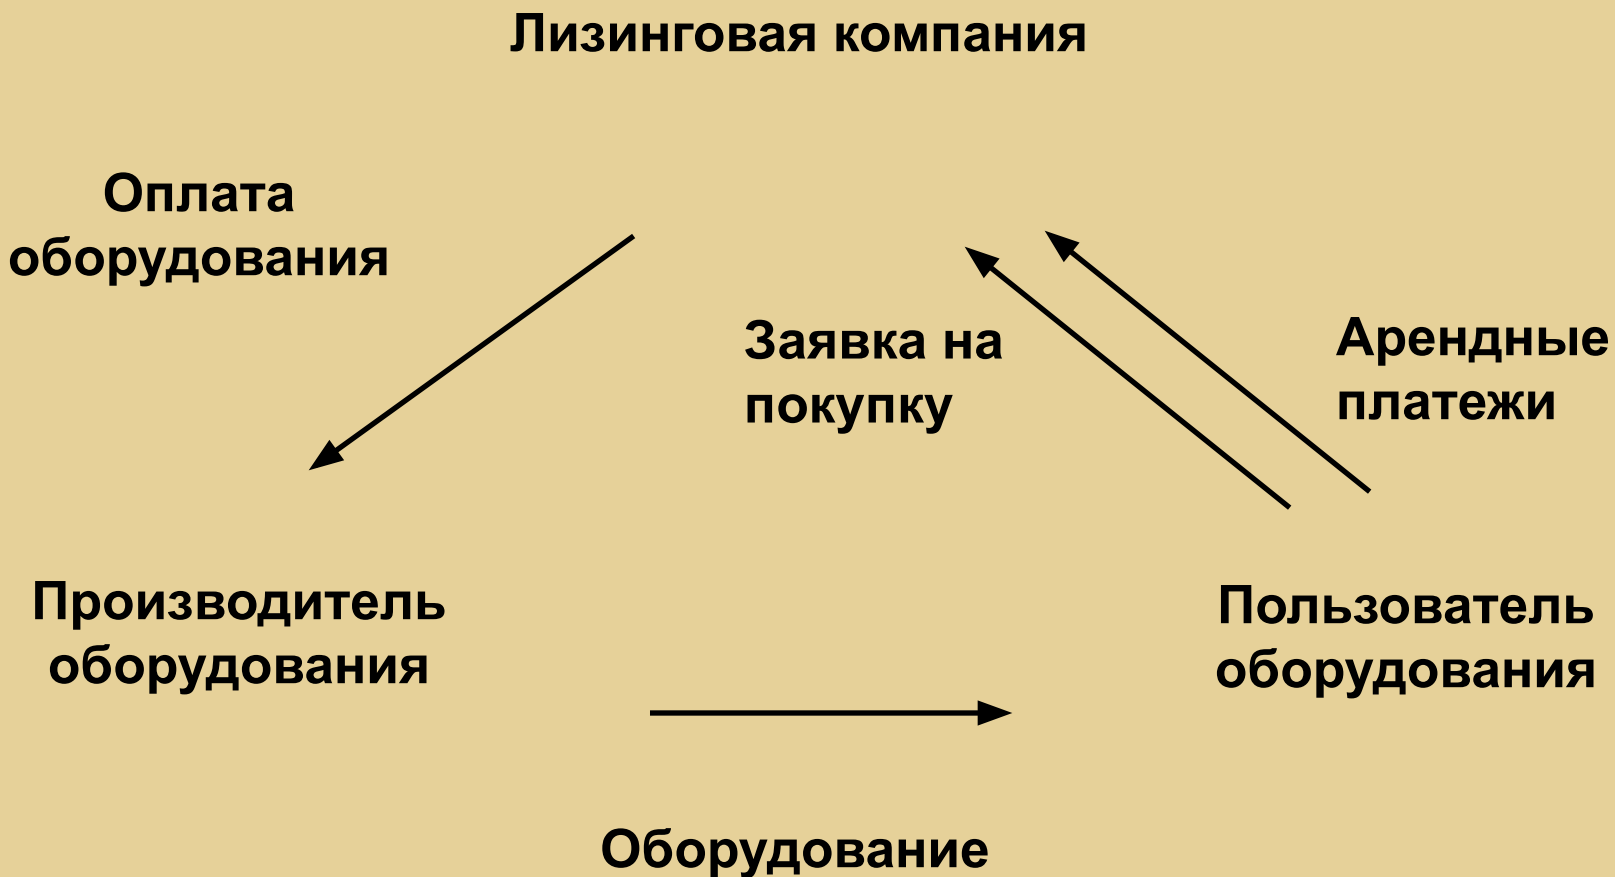 Лизинговая компания
Оплата
оборудования
Заявка на
покупку
Арендные
платежи
Производитель
оборудования
Пользователь
оборудования
Оборудование